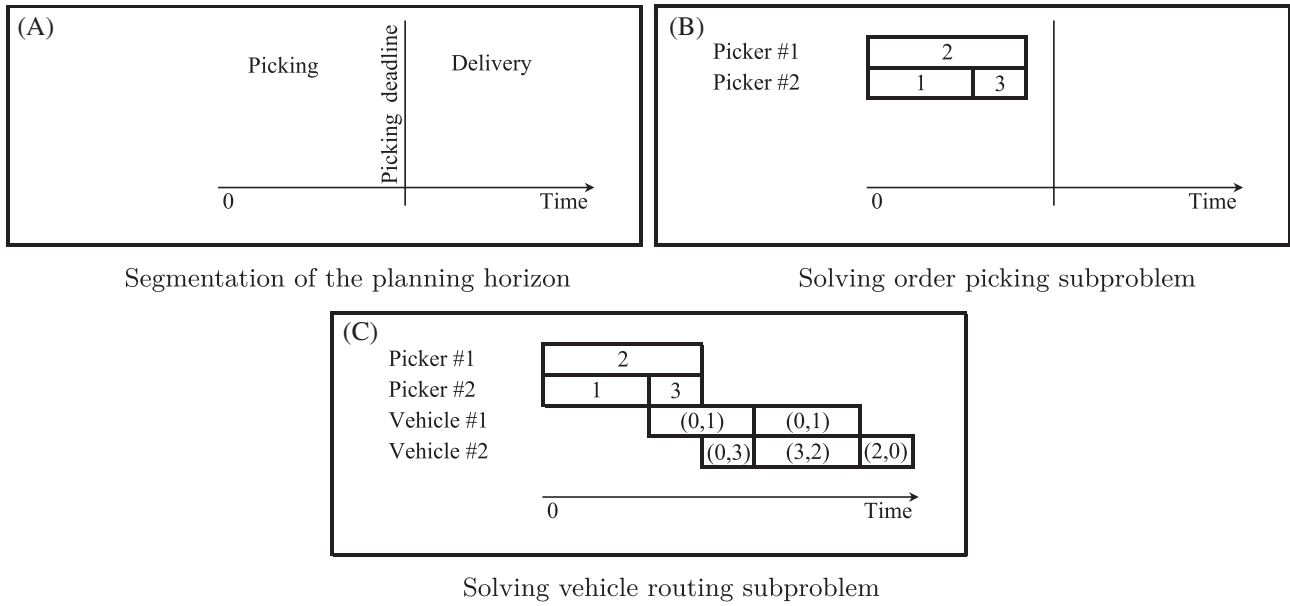 (A)
Picking
Picking deadline
Delivery
0
Time
Segmentation of the planning horizon
(B)
Picker #1
2
Picker #2
1
3
0
Time
Solving order picking subproblem
(C)
Picker #1
2
Picker #2
1
3
Vehicle #1
(0,1)
(0,1)
Vehicle #2
(0,3)
(3,2)
(2,0)
0
Time
Solving vehicle routing subproblem